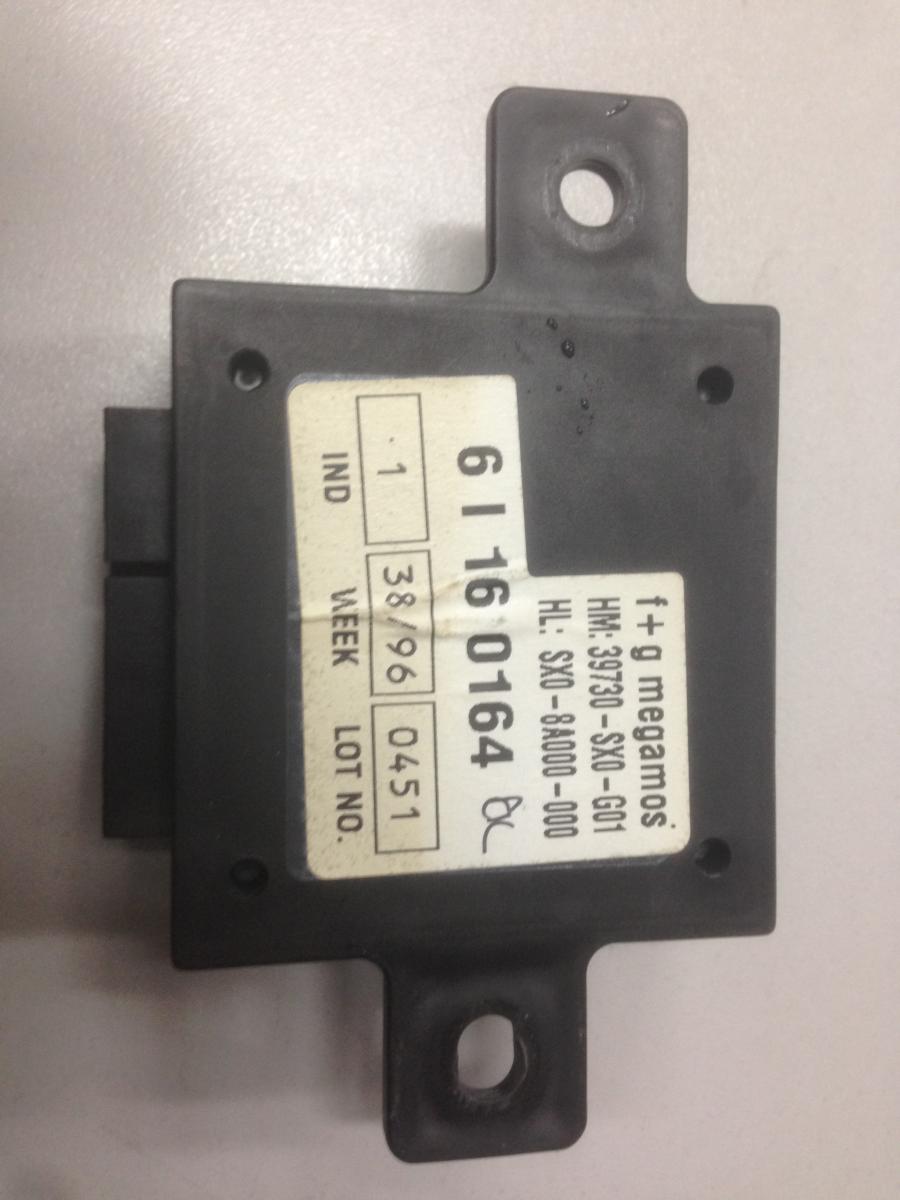 f+g megamos
HM: 39730-SX0-G01
HL: SX0-8A000-000
6 I 16 0164
1 38/96 0451
IND WEEK LOT NO.